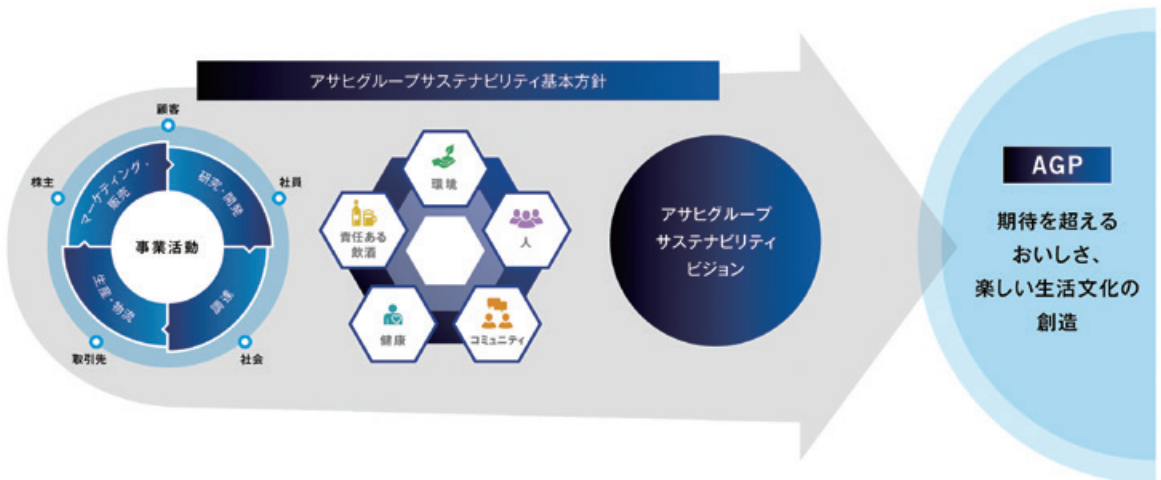 アサヒグループサステナビリティ基本方針
顧客
株主
社員
マーケティング、
販売
研究・開発
事業活動
生産・物流
調達
取引先
社会
環境
責任ある
飲酒
人
健康
コミュニティ
アサヒグループ
サステナビリティ
ビジョン
AGP
期待を超える
おいしさ、
楽しい生活文化の
創造